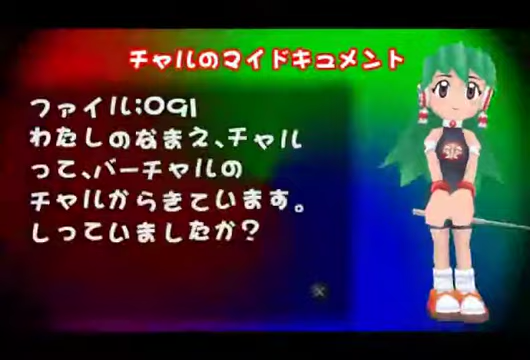 チャルのマイドキュメント
ファイル:091
わたしのなまえ、チャル
って、バーチャルの
チャルからきています。
しっていましたか?